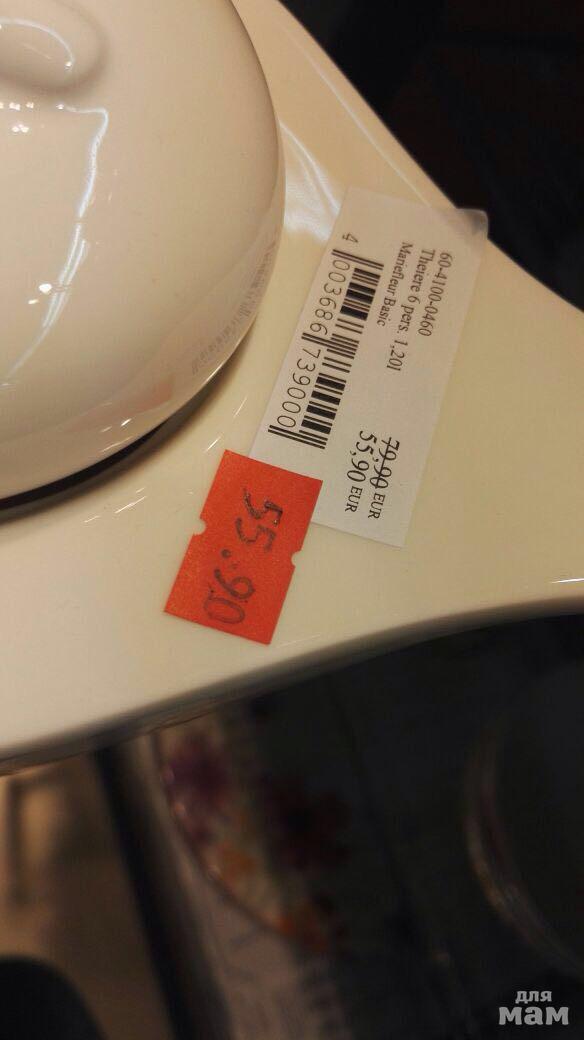 60-4100-0460
Theiere 6 pers. 1,20l
Manufleur Basic
4 003686 739000
79,90 EUR
55,90 EUR
55.90
для
мам